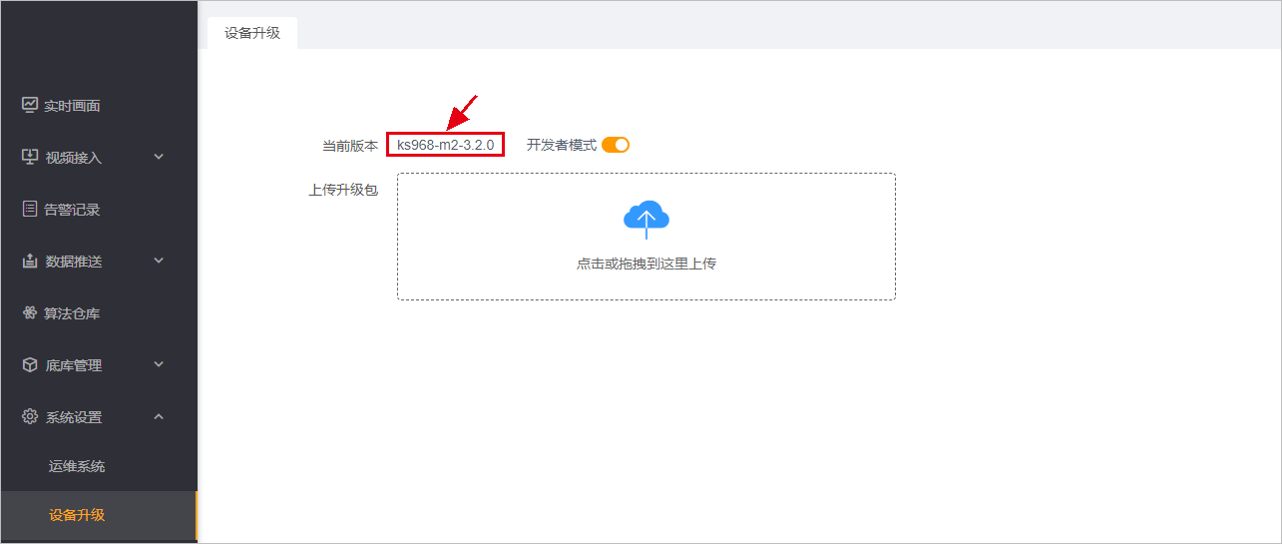 设备升级
实时画面
视频接入
告警记录
数据推送
算法仓库
底库管理
系统设置
运维系统
设备升级
当前版本 ks968-m2-3.2.0 开发者模式
上传升级包
点击或拖拽到这里上传